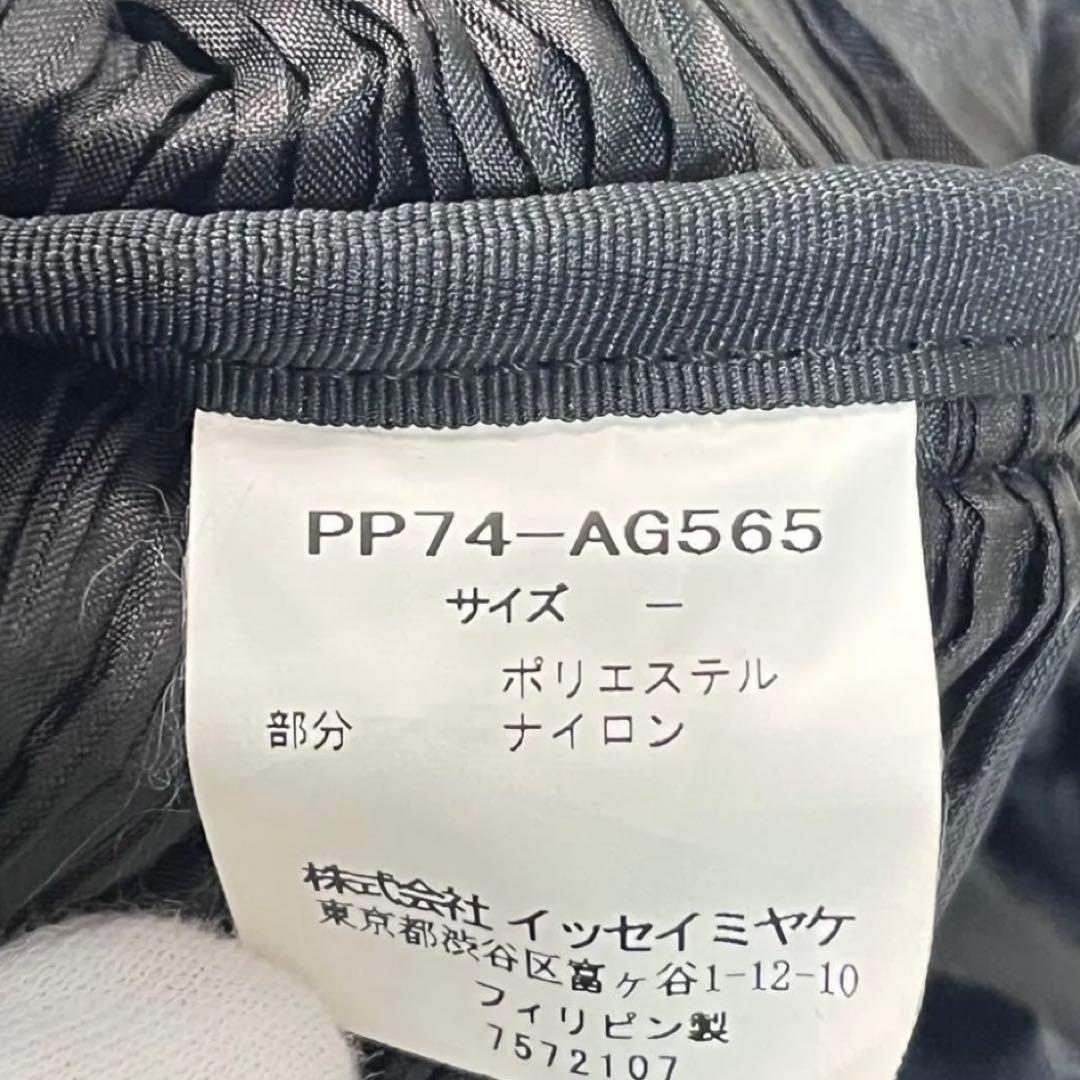 PP74-AG565
サイズ －
ポリエステル
部分 ナイロン
株式会社 イッセイミヤケ
東京都渋谷区富ヶ谷1-12-10
フィリピン製
7572107